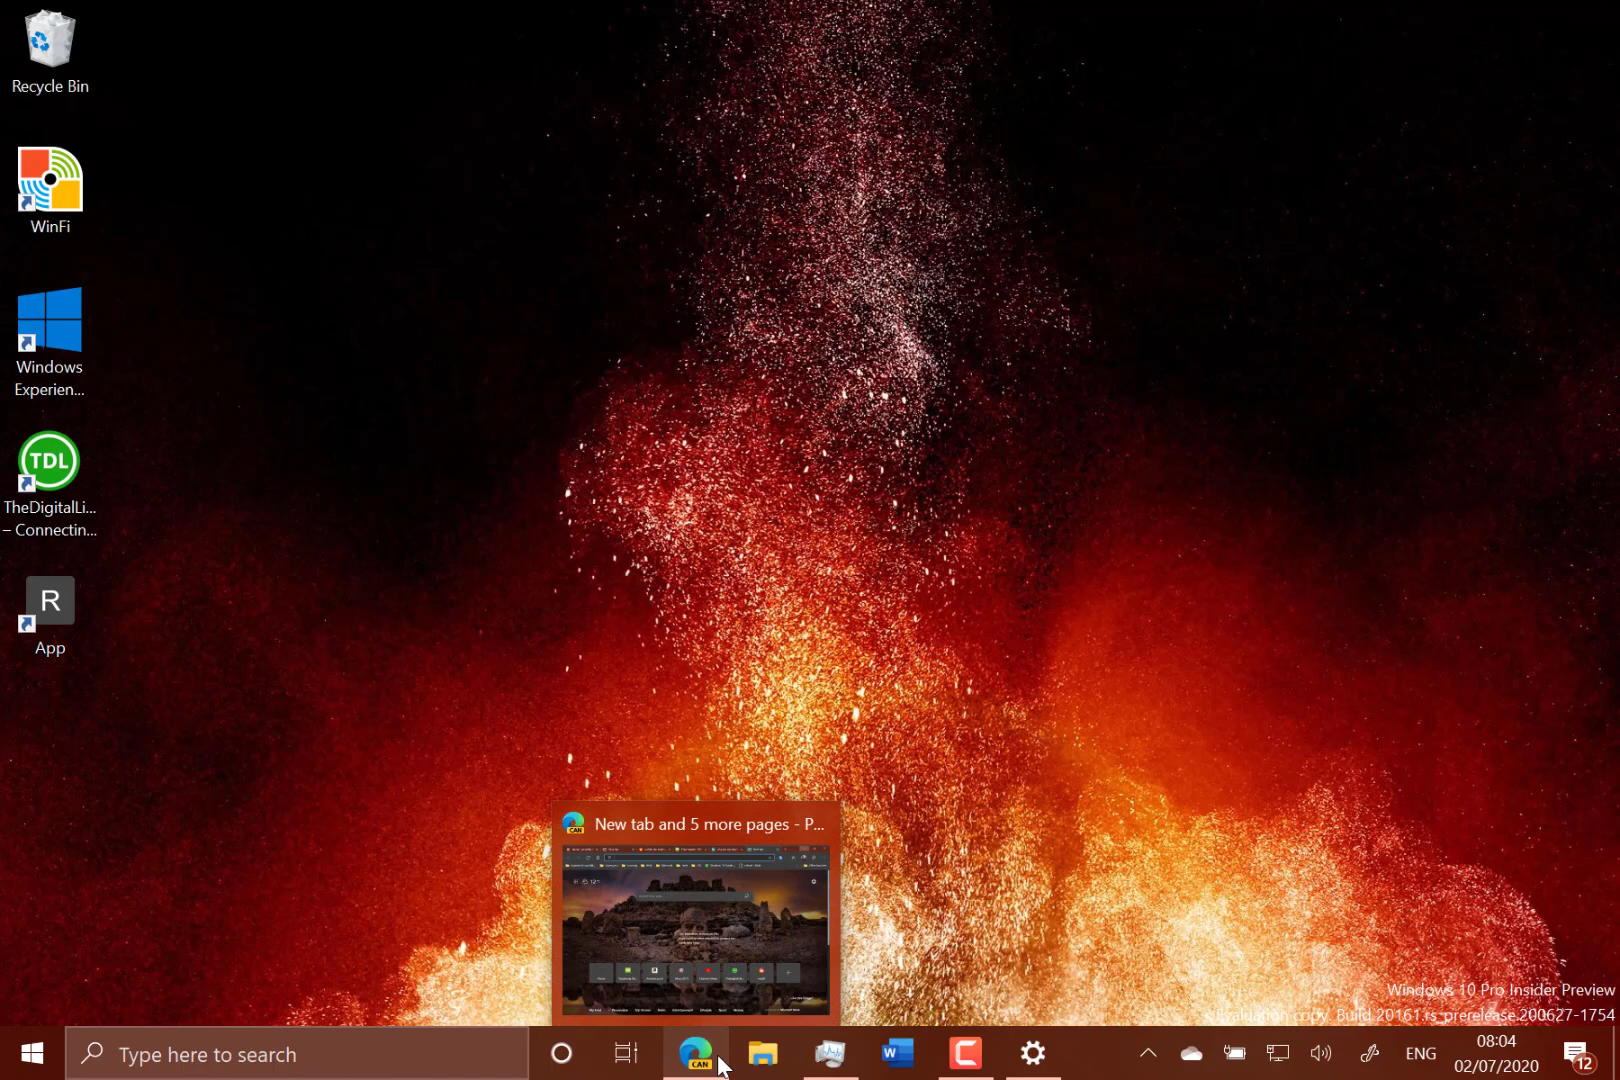 Recycle Bin
WinFi
Windows
Experien...
TDL
TheDigitalLi...
– Connectin...
R
App
CAN
New tab and 5 more pages - P...
Windows 10 Pro Insider Preview
Evaluation copy. Build 20161.rs_prerelease.200627-1754
Type here to search
CAN
W
ENG
08:04
02/07/2020
12